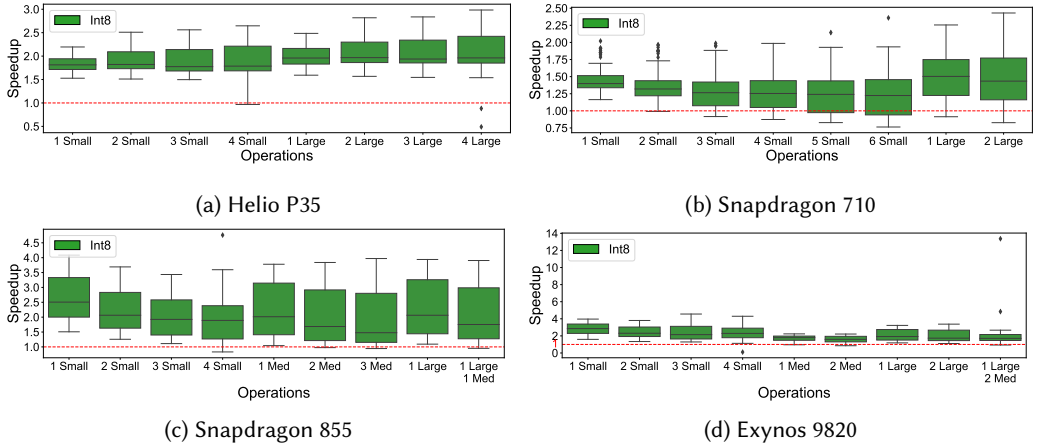 Int8
Speedup
3.0
2.5
2.0
1.5
1.0
0.5
1 Small 2 Small 3 Small 4 Small 1 Large 2 Large 3 Large 4 Large
Operations
(a) Helio P35
Int8
Speedup
2.50
2.25
2.00
1.75
1.50
1.25
1.00
0.75
1 Small 2 Small 3 Small 4 Small 5 Small 6 Small 1 Large 2 Large
Operations
(b) Snapdragon 710
Int8
Speedup
4.5
4.0
3.5
3.0
2.5
2.0
1.5
1.0
1 Small 2 Small 3 Small 4 Small 1 Med 2 Med 3 Med 1 Large 1 Large
1 Med
Operations
(c) Snapdragon 855
Int8
Speedup
14
12
10
8
6
4
2
1
0
1 Small 2 Small 3 Small 4 Small 1 Med 2 Med 1 Large 2 Large 1 Large
2 Med
Operations
(d) Exynos 9820